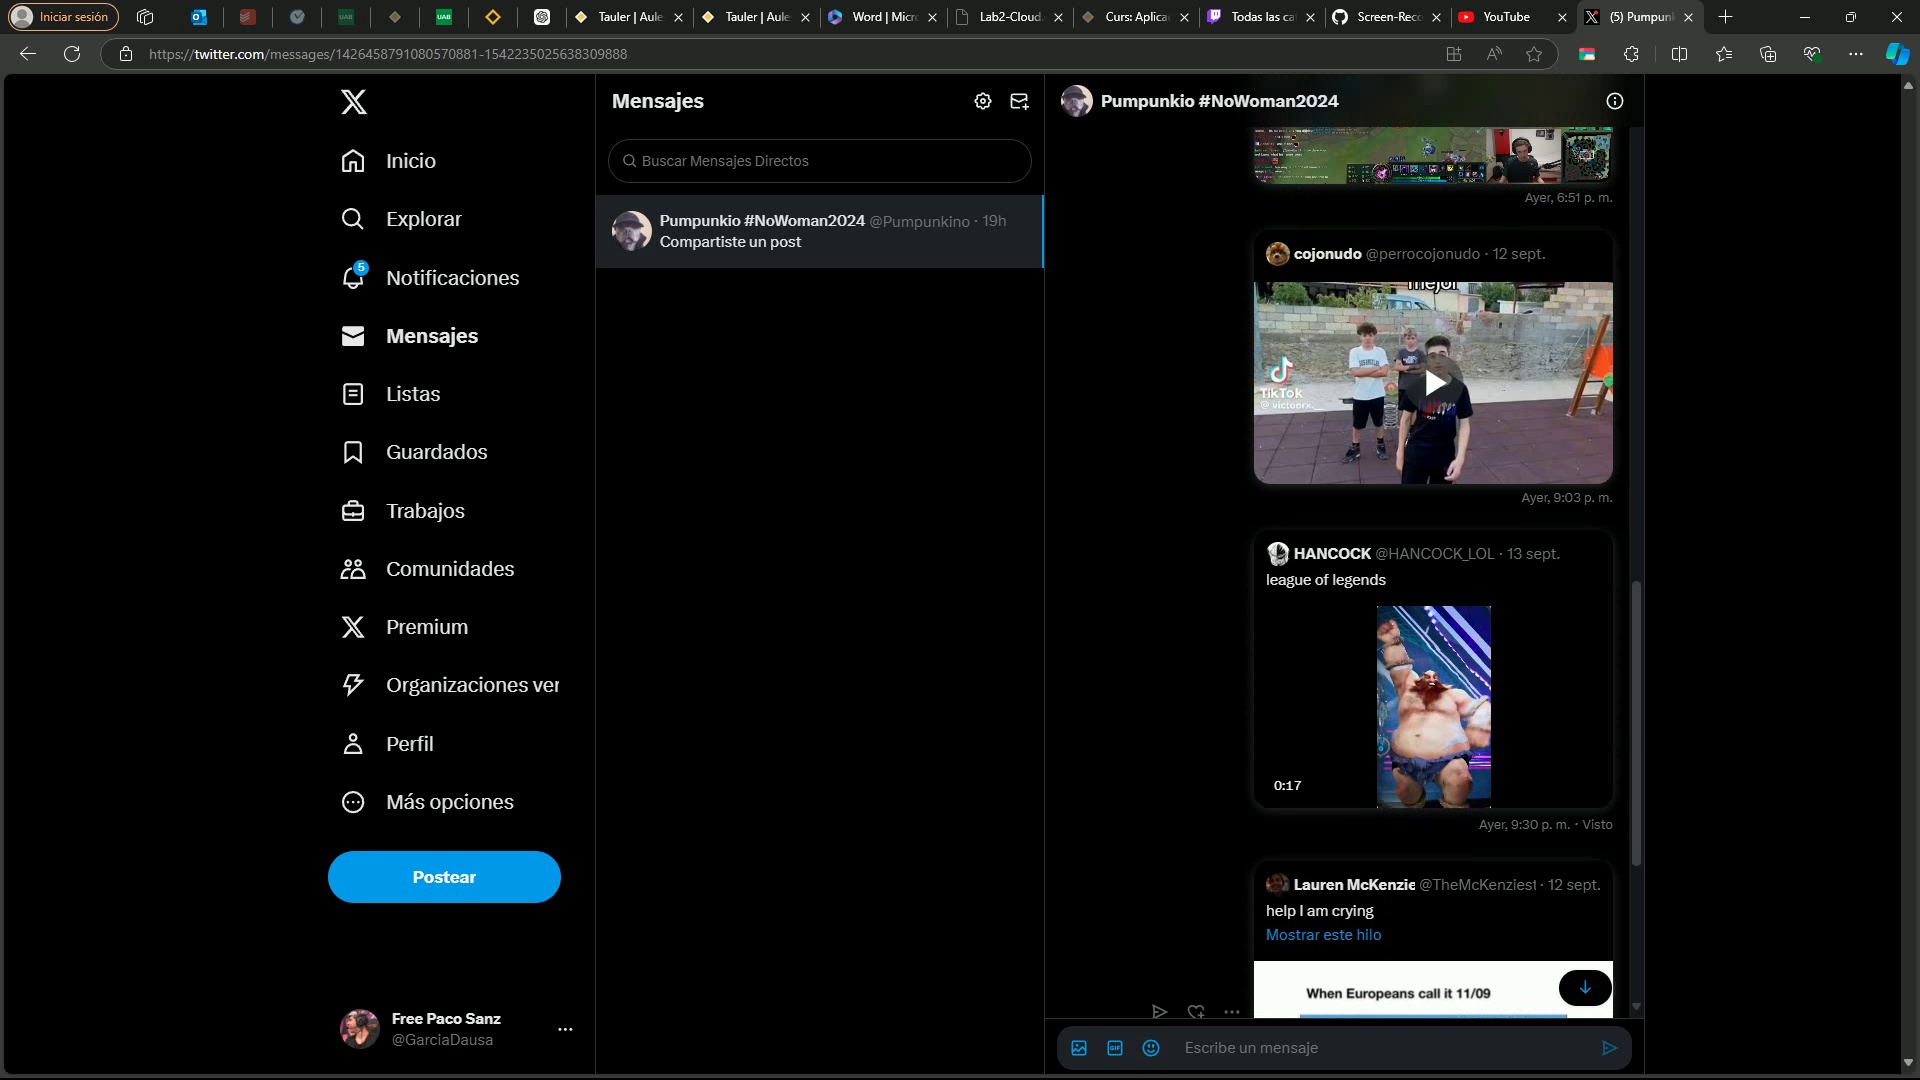 Iniciar sesión
UAB
UAB
Tauler | Aule
Tauler | Aule
Word | Micr
Lab2-Cloud.
Curs: Aplica
Todas las ca
Screen-Reco
YouTube
(5) Pumpun
https://twitter.com/messages/1426458791080570881-1542235025638309888
Inicio
Explorar
5
Notificaciones
Mensajes
Listas
Guardados
Trabajos
Comunidades
Premium
Organizaciones ver
Perfil
Más opciones
Postear
Free Paco Sanz
@GarciaDausa
Mensajes
Buscar Mensajes Directos
Pumpunkio #NoWoman2024 @Pumpunkino · 19h
Compartiste un post
Pumpunkio #NoWoman2024
Ayer, 6:51 p. m.
cojonudo @perrocojonudo · 12 sept.
mejor
TikTok
@victoorx._
Ayer, 9:03 p. m.
HANCOCK @HANCOCK_LOL · 13 sept.
league of legends
0:17
Ayer, 9:30 p. m. · Visto
Lauren McKenzie @TheMcKenziest · 12 sept.
help I am crying
Mostrar este hilo
When Europeans call it 11/09
GIF
Escribe un mensaje